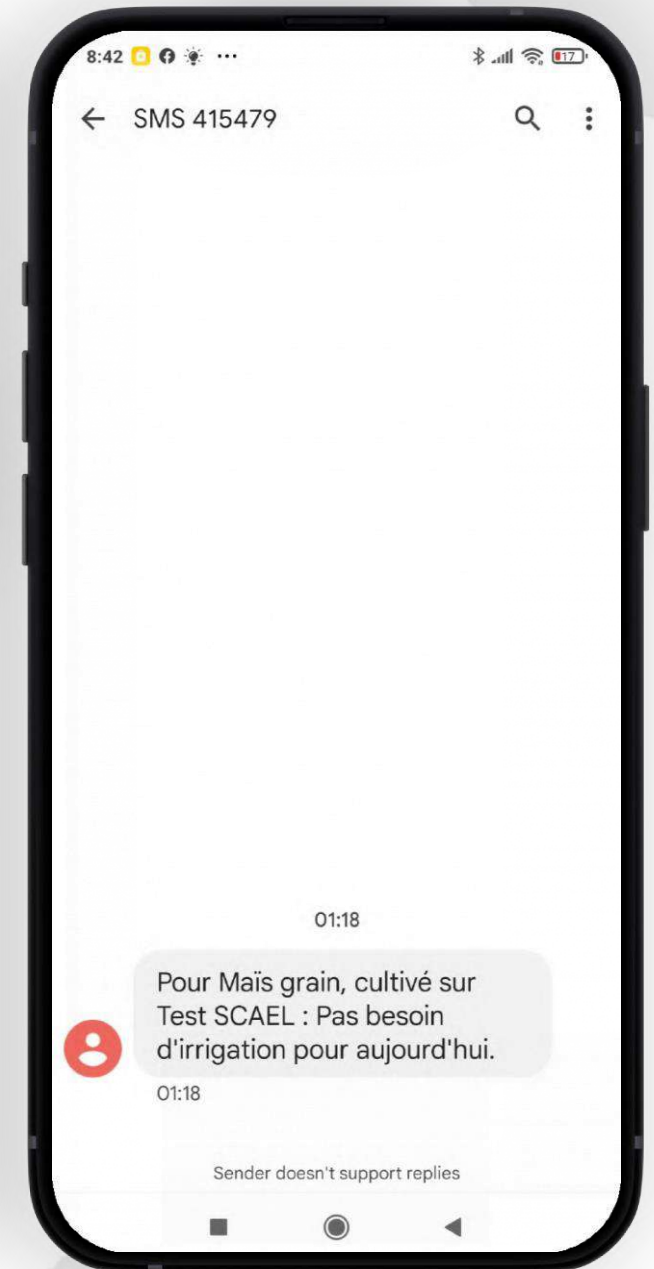 8:42
17
SMS 415479
01:18
Pour Maïs grain, cultivé sur
Test SCAEL : Pas besoin
d'irrigation pour aujourd'hui.
01:18
Sender doesn't support replies